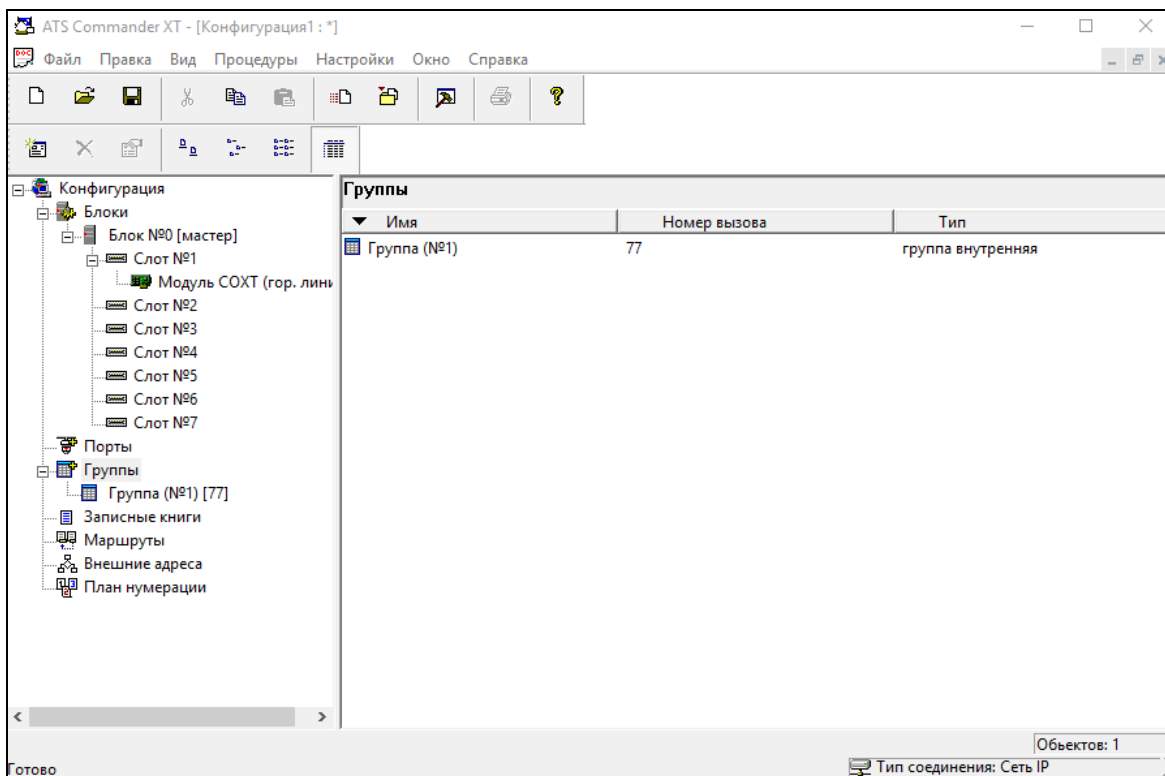 ATS Commander XT - [Конфигурация1 : *]
Файл Правка Вид Процедуры Настройки Окно Справка
Конфигурация
Блоки
Блок №0 [мастер]
Слот №1
Модуль COXT (гор. лини
Слот №2
Слот №3
Слот №4
Слот №5
Слот №6
Слот №7
Порты
Группы
Группа (№1) [77]
Записные книги
Маршруты
Внешние адреса
План нумерации
Группы
Имя Номер вызова Тип
Группа (№1) 77 группа внутренняя
Обьектов: 1
Готово Тип соединения: Сеть IP